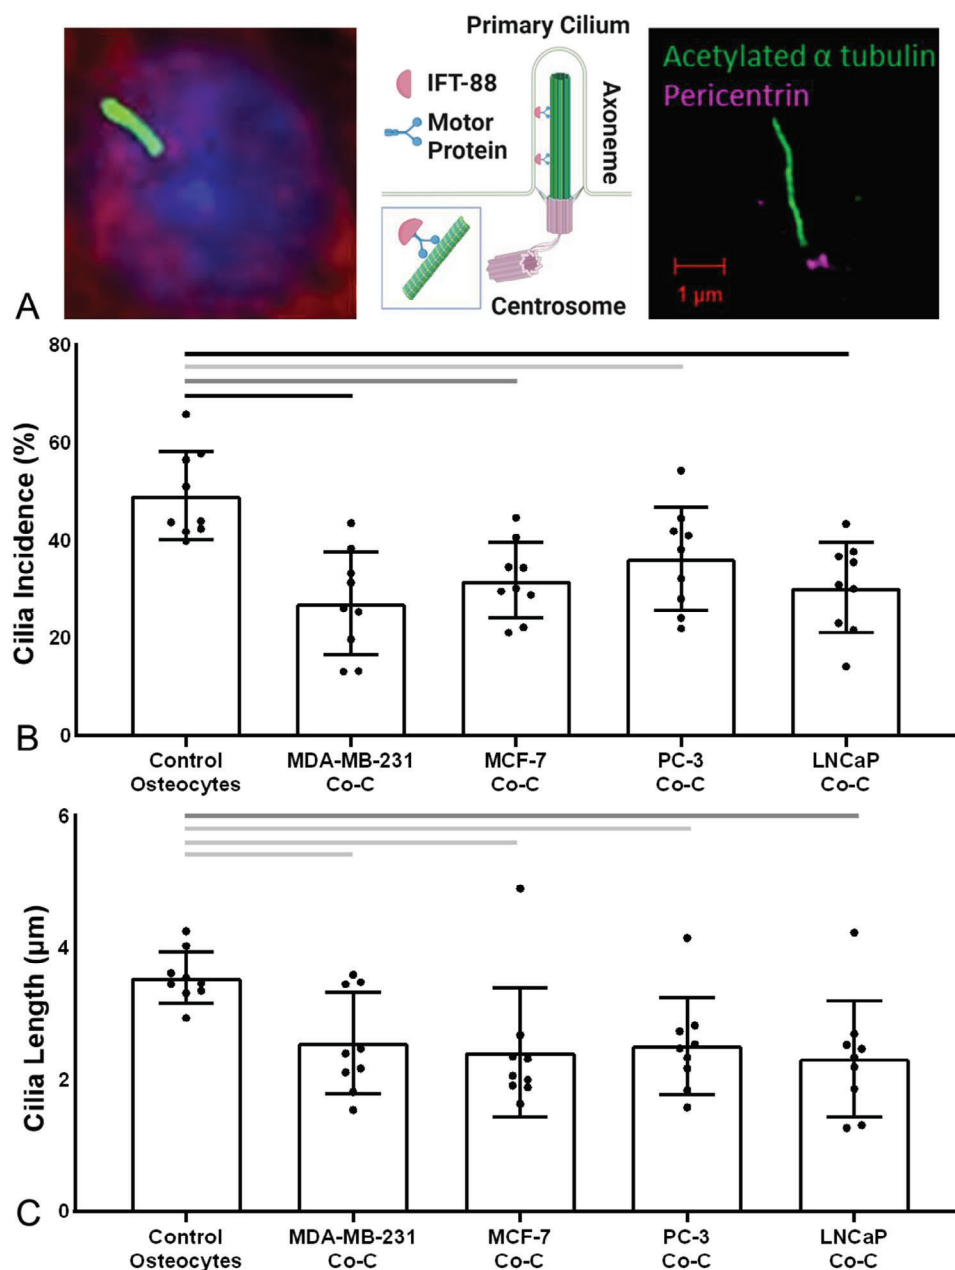 Primary Cilium
IFT-88
Motor
Protein
Axoneme
Centrosome
Acetylated α tubulin
Pericentrin
1 µm
A
Cilia Incidence (%)
80
60
40
20
0
B
Control
Osteocytes
MDA-MB-231
Co-C
MCF-7
Co-C
PC-3
Co-C
LNCaP
Co-C
Cilia Length (µm)
6
4
2
0
C
Control
Osteocytes
MDA-MB-231
Co-C
MCF-7
Co-C
PC-3
Co-C
LNCaP
Co-C